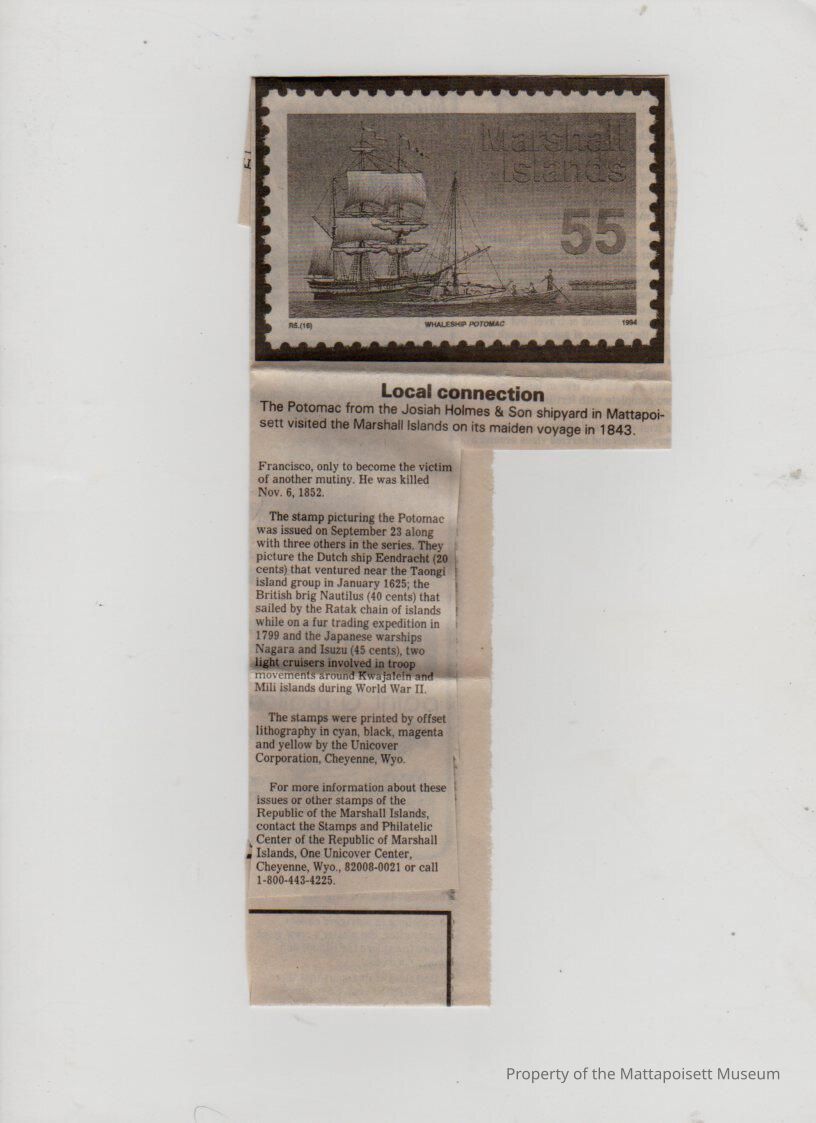 Marshall
Islands
55
R5.(16)
WHALESHIP POTOMAC
1994
Local connection
The Potomac from the Josiah Holmes & Son shipyard in Mattapoi-
sett visited the Marshall Islands on its maiden voyage in 1843.
Francisco, only to become the victim
of another mutiny. He was killed
Nov. 6, 1852.
The stamp picturing the Potomac
was issued on September 23 along
with three others in the series. They
picture the Dutch ship Eendracht (20
cents) that ventured near the Taongi
island group in January 1625; the
British brig Nautilus (40 cents) that
sailed by the Ratak chain of islands
while on a fur trading expedition in
1799 and the Japanese warships
Nagara and Isuzu (45 cents), two
light cruisers involved in troop
movements around Kwajalein and
Mili islands during World War II.
The stamps were printed by offset
lithography in cyan, black, magenta
and yellow by the Unicover
Corporation, Cheyenne, Wyo.
For more information about these
issues or other stamps of the
Republic of the Marshall Islands,
contact the Stamps and Philatelic
Center of the Republic of Marshall
Islands, One Unicover Center,
Cheyenne, Wyo., 82008-0021 or call
1-800-443-4225.
Property of the Mattapoisett Museum